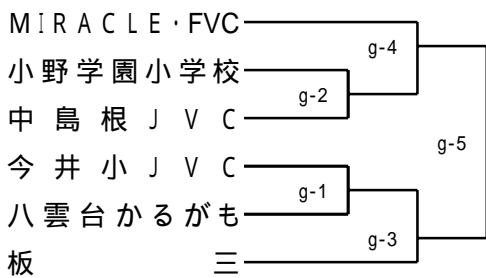 MIRACLE・FVC
g-4
小野学園小学校
g-2
中島根JVC
g-5
今井小JVC
g-1
八雲台かるがも
g-3
板三